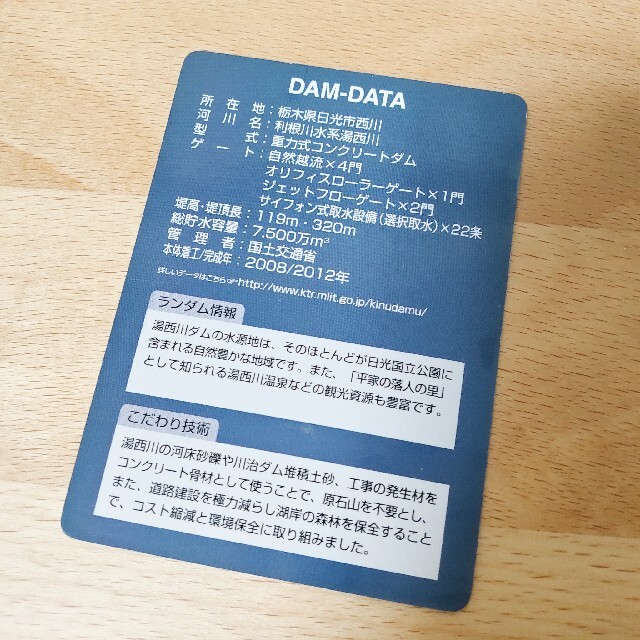 DAM-DATA
所在地：栃木県日光市西川
河川名：利根川水系湯西川
型式：重力式コンクリートダム
ゲート：自然越流×4門
オリフィスローラーゲート×1門
ジェットフローゲート×2門
サイフォン式取水設備（選択取水）×22条
堤高・堤頂長：119m・320m
総貯水容量：7,500万m³
管理者：国土交通省
本体着工/完成年：2008/2012年
詳しいデータはこちら☞http://www.ktr.mlit.go.jp/kinudamu/
ランダム情報
湯西川ダムの水源地は、そのほとんどが日光国立公園に
含まれる自然豊かな地域です。また、「平家の落人の里」
として知られる湯西川温泉などの観光資源も豊富です。
こだわり技術
湯西川の河床砂礫や川治ダム堆積土砂、工事の発生材を
コンクリート骨材として使うことで、原石山を不要とし、
また、道路建設を極力減らし湖岸の森林を保全すること
で、コスト縮減と環境保全に取り組みました。